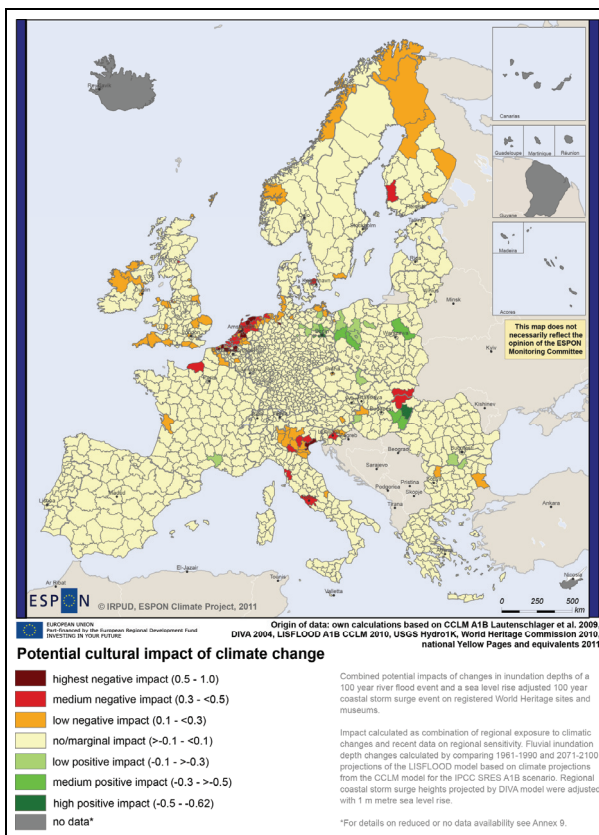 Reykjavik
Canarias
Guadeloupe
Martinique
Réunion
Guyane
Madeira
Acores
This map does not
necessarily reflect the
opinion of the ESPON
Monitoring Committee
Minsk
Kyiv
Kishinev
Beograd
Sarajevo
Podgorica
Pristina
Skopje
Tirana
Ankara
Madrid
Riga
El-Jazair
Tounis
Ar Ribat
Valletta
Nicosia
ESPON
© IRPUD, ESPON Climate Project, 2011
0 250 500
km
EUROPEAN UNION
Part-financed by the European Regional Development Fund
INVESTING IN YOUR FUTURE
Origin of data: own calculations based on CCLM A1B Lautenschlager et al. 2009,
DIVA 2004, LISFLOOD A1B CCLM 2010, USGS Hydro1K, World Heritage Commission 2010,
national Yellow Pages and equivalents 2011
Potential cultural impact of climate change
highest negative impact (0.5 - 1.0)
medium negative impact (0.3 - <0.5)
low negative impact (0.1 - <0.3)
no/marginal impact (>-0.1 - <0.1)
low positive impact (-0.1 - >-0.3)
medium positive impact (-0.3 - >-0.5)
high positive impact (-0.5 - -0.62)
no data*
Combined potential impacts of changes in inundation depths of a
100 year river flood event and a sea level rise adjusted 100 year
coastal storm surge event on registered World Heritage sites and
museums.
Impact calculated as combination of regional exposure to climatic
changes and recent data on regional sensitivity. Fluvial inundation
depth changes calculated by comparing 1961-1990 and 2071-2100
projections of the LISFLOOD model based on climate projections
from the CCLM model for the IPCC SRES A1B scenario. Regional
coastal storm surge heights projected by DIVA model were adjusted
with 1 m metre sea level rise.
*For details on reduced or no data availability see Annex 9.